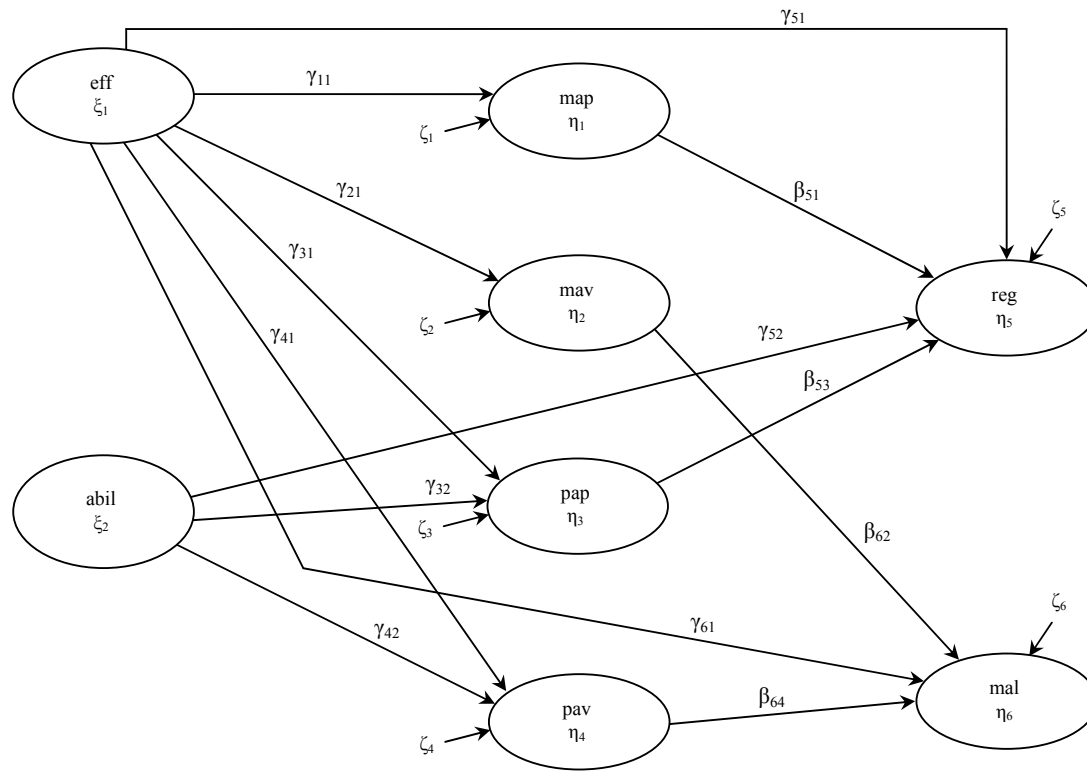 γ51
eff
ξ1
γ11
map
η1
ζ1
γ21
β51
γ31
ζ5
mav
η2
ζ2
reg
η5
γ41
γ52
β53
abil
ξ2
γ32
pap
η3
ζ3
β62
ζ6
γ42
γ61
mal
η6
pav
η4
β64
ζ4